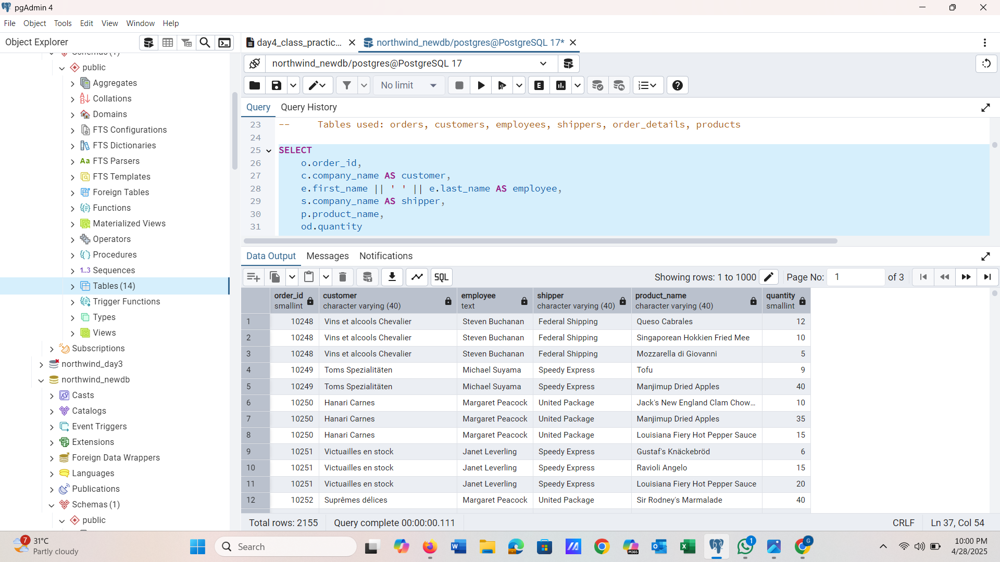 pgAdmin 4
File Object Tools Edit View Window Help
Object Explorer
day4_class_practic...
northwind_newdb/postgres@PostgreSQL 17*
northwind_newdb/postgres@PostgreSQL 17
No limit
Query Query History
23 -- Tables used: orders, customers, employees, shippers, order_details, products
24
25 SELECT
26 o.order_id,
27 c.company_name AS customer,
28 e.first_name || ' ' || e.last_name AS employee,
29 s.company_name AS shipper,
30 p.product_name,
31 od.quantity
Data Output Messages Notifications
SQL
Showing rows: 1 to 1000
Page No: 1 of 3
order_id customer employee shipper product_name quantity
smallint character varying (40) text character varying (40) character varying (40) smallint
1 10248 Vins et alcools Chevalier Steven Buchanan Federal Shipping Queso Cabrales 12
2 10248 Vins et alcools Chevalier Steven Buchanan Federal Shipping Singaporean Hokkien Fried Mee 10
3 10248 Vins et alcools Chevalier Steven Buchanan Federal Shipping Mozzarella di Giovanni 5
4 10249 Toms Spezialitäten Michael Suyama Speedy Express Tofu 9
5 10249 Toms Spezialitäten Michael Suyama Speedy Express Manjimup Dried Apples 40
6 10250 Hanari Carnes Margaret Peacock United Package Jack's New England Clam Chow... 10
7 10250 Hanari Carnes Margaret Peacock United Package Manjimup Dried Apples 35
8 10250 Hanari Carnes Margaret Peacock United Package Louisiana Fiery Hot Pepper Sauce 15
9 10251 Victuailles en stock Janet Leverling Speedy Express Gustaf's Knäckebröd 6
10 10251 Victuailles en stock Janet Leverling Speedy Express Ravioli Angelo 15
11 10251 Victuailles en stock Janet Leverling Speedy Express Louisiana Fiery Hot Pepper Sauce 20
12 10252 Suprêmes délices Margaret Peacock United Package Sir Rodney's Marmalade 40
Total rows: 2155 Query complete 00:00:00.111
CRLF Ln 37, Col 54
Schemas (1)
public
Aggregates
Collations
Domains
FTS Configurations
FTS Dictionaries
Aa FTS Parsers
FTS Templates
Foreign Tables
Functions
Materialized Views
Operators
Procedures
1..3 Sequences
Tables (14)
Trigger Functions
Types
Views
Subscriptions
northwind_day3
northwind_newdb
Casts
Catalogs
Event Triggers
Extensions
Foreign Data Wrappers
Languages
Publications
Schemas (1)
public
7 31°C
Partly cloudy
Search
M365
1
G
10:00 PM
4/28/2025